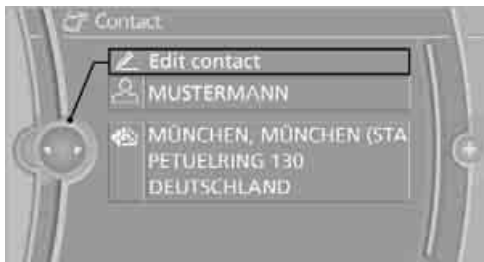 Contact
Edit contact
MUSTERMANN
MÜNCHEN, MÜNCHEN (STA
PETUELRING 130
DEUTSCHLAND